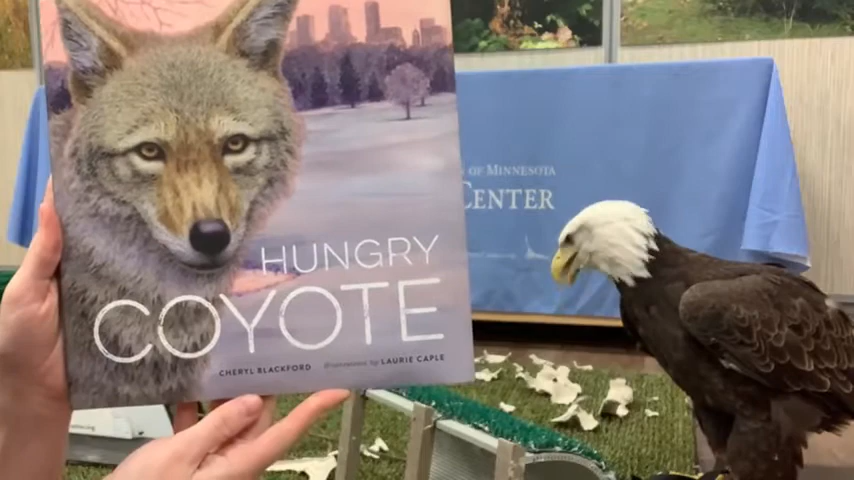 OF MINNESOTA
CENTER
HUNGRY
COYOTE
CHERYL BLACKFORD Illustrations by LAURIE CAPLE